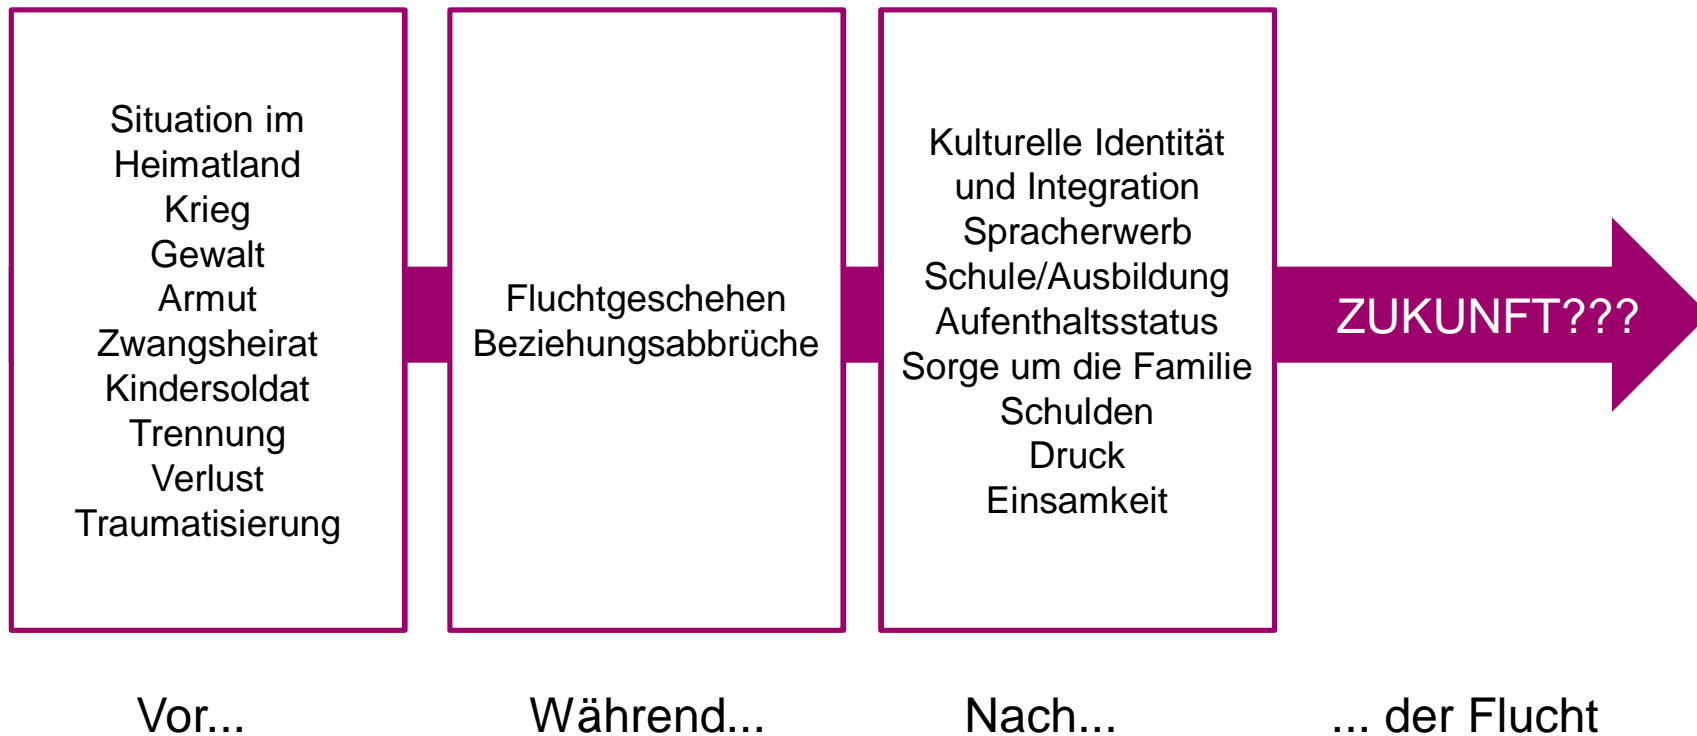 Situation im
Heimatland
Krieg
Gewalt
Armut
Zwangsheirat
Kindersoldat
Trennung
Verlust
Traumatisierung
Fluchtgeschehen
Beziehungsabbrüche
Kulturelle Identität
und Integration
Spracherwerb
Schule/Ausbildung
Aufenthaltsstatus
Sorge um die Familie
Schulden
Druck
Einsamkeit
ZUKUNFT???
Vor... Während... Nach... ... der Flucht